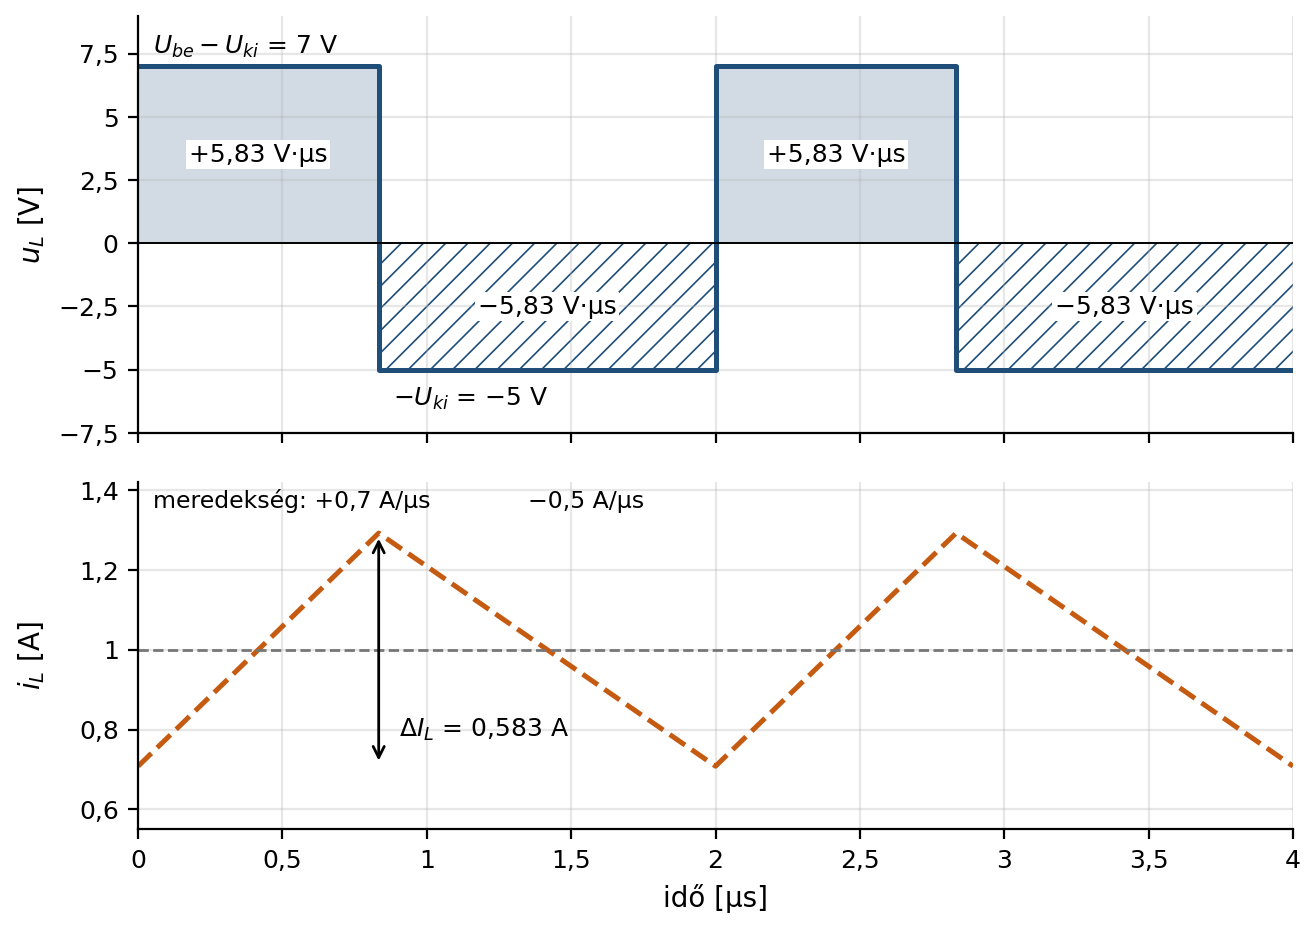 U_be − U_ki = 7 V
7,5
5
2,5
0
−2,5
−5
−7,5
u_L [V]
+5,83 V·μs
+5,83 V·μs
−5,83 V·μs
−5,83 V·μs
−U_ki = −5 V
meredekség: +0,7 A/μs
−0,5 A/μs
1,4
1,2
1
0,8
0,6
i_L [A]
ΔI_L = 0,583 A
0
0,5
1
1,5
2
2,5
3
3,5
4
idő [μs]